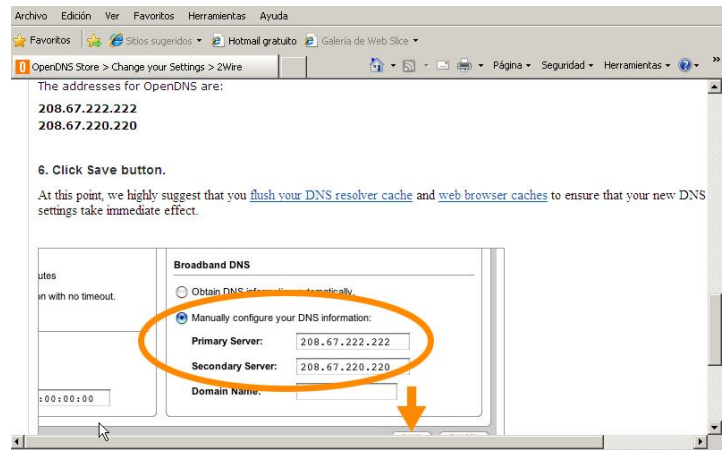 Archivo Edición Ver Favoritos Herramientas Ayuda
Favoritos Sitios sugeridos Hotmail gratuito Galería de Web Slice
OpenDNS Store > Change your Settings > 2Wire Página Seguridad Herramientas »
The addresses for OpenDNS are:
208.67.222.222
208.67.220.220
6. Click Save button.
At this point, we highly suggest that you flush your DNS resolver cache and web browser caches to ensure that your new DNS
settings take immediate effect.
Broadband DNS
utes
Obtain DNS information automatically.
n with no timeout.
Manually configure your DNS information:
Primary Server: 208.67.222.222
Secondary Server: 208.67.220.220
Domain Name:
:00:00:00